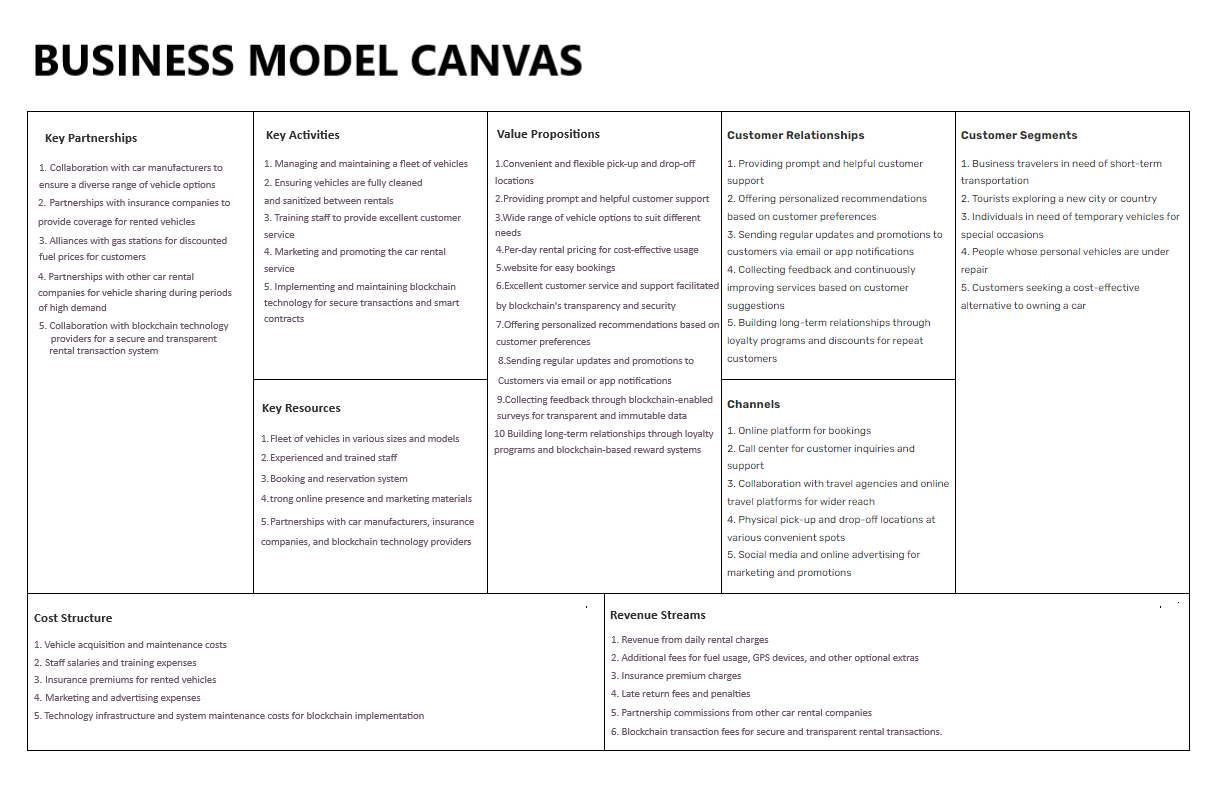 BUSINESS MODEL CANVAS
Key Partnerships
1. Collaboration with car manufacturers to
ensure a diverse range of vehicle options
2. Partnerships with insurance companies to
provide coverage for rented vehicles
3. Alliances with gas stations for discounted
fuel prices for customers
4. Partnerships with other car rental
companies for vehicle sharing during periods
of high demand
5. Collaboration with blockchain technology
providers for a secure and transparent
rental transaction system
Key Activities
1. Managing and maintaining a fleet of vehicles
2. Ensuring vehicles are fully cleaned
and sanitized between rentals
3. Training staff to provide excellent customer
service
4. Marketing and promoting the car rental
service
5. Implementing and maintaining blockchain
technology for secure transactions and smart
contracts
Key Resources
1. Fleet of vehicles in various sizes and models
2. Experienced and trained staff
3. Booking and reservation system
4. trong online presence and marketing materials
5. Partnerships with car manufacturers, insurance
companies, and blockchain technology providers
Value Propositions
1.Convenient and flexible pick-up and drop-off
locations
2.Providing prompt and helpful customer support
3.Wide range of vehicle options to suit different
needs
4.Per-day rental pricing for cost-effective usage
5.website for easy bookings
6.Excellent customer service and support facilitated
by blockchain's transparency and security
7.Offering personalized recommendations based on
customer preferences
8.Sending regular updates and promotions to
Customers via email or app notifications
9.Collecting feedback through blockchain-enabled
surveys for transparent and immutable data
10 Building long-term relationships through loyalty
programs and blockchain-based reward systems
Customer Relationships
1. Providing prompt and helpful customer
support
2. Offering personalized recommendations
based on customer preferences
3. Sending regular updates and promotions to
customers via email or app notifications
4. Collecting feedback and continuously
improving services based on customer
suggestions
5. Building long-term relationships through
loyalty programs and discounts for repeat
customers
Channels
1. Online platform for bookings
2. Call center for customer inquiries and
support
3. Collaboration with travel agencies and online
travel platforms for wider reach
4. Physical pick-up and drop-off locations at
various convenient spots
5. Social media and online advertising for
marketing and promotions
Customer Segments
1. Business travelers in need of short-term
transportation
2. Tourists exploring a new city or country
3. Individuals in need of temporary vehicles for
special occasions
4. People whose personal vehicles are under
repair
5. Customers seeking a cost-effective
alternative to owning a car
Cost Structure
1. Vehicle acquisition and maintenance costs
2. Staff salaries and training expenses
3. Insurance premiums for rented vehicles
4. Marketing and advertising expenses
5. Technology infrastructure and system maintenance costs for blockchain implementation
Revenue Streams
1. Revenue from daily rental charges
2. Additional fees for fuel usage, GPS devices, and other optional extras
3. Insurance premium charges
4. Late return fees and penalties
5. Partnership commissions from other car rental companies
6. Blockchain transaction fees for secure and transparent rental transactions.